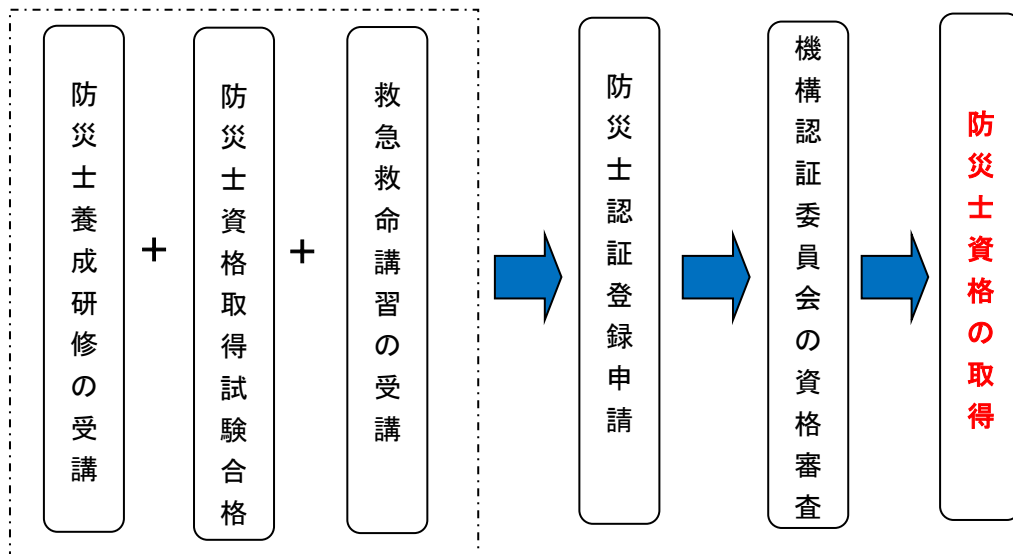 防災士養成研修の受講
+
防災士資格取得試験合格
+
救急救命講習の受講
防災士認証登録申請
機構認証委員会の資格審査
防災士資格の取得